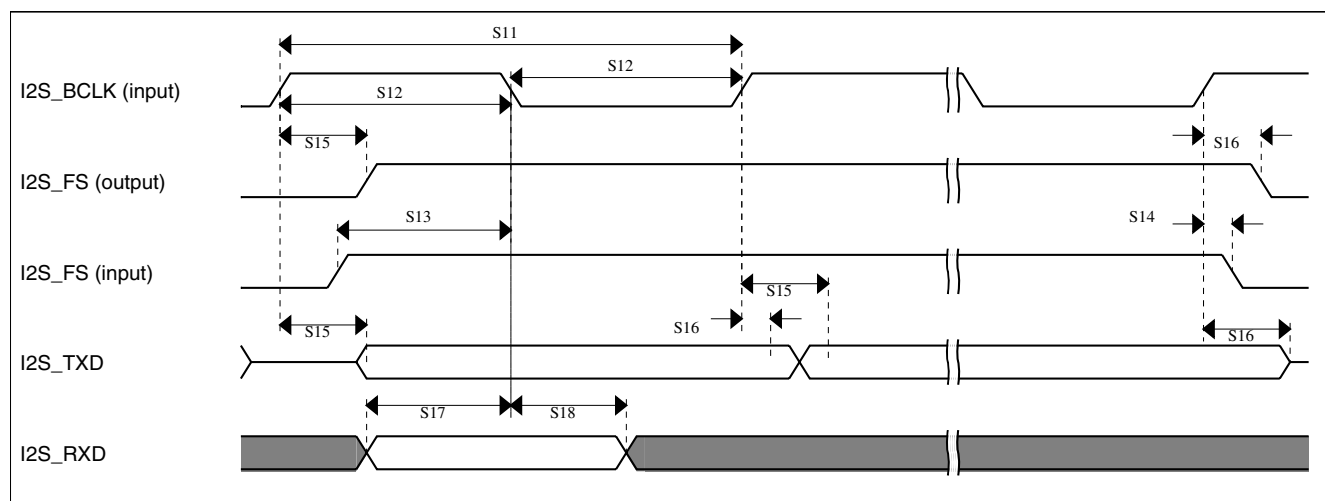 S11
I2S_BCLK (input)
S12
S12
S15
S16
I2S_FS (output)
S13
S14
I2S_FS (input)
S15
S15
S16
S16
I2S_TXD
S17
S18
I2S_RXD